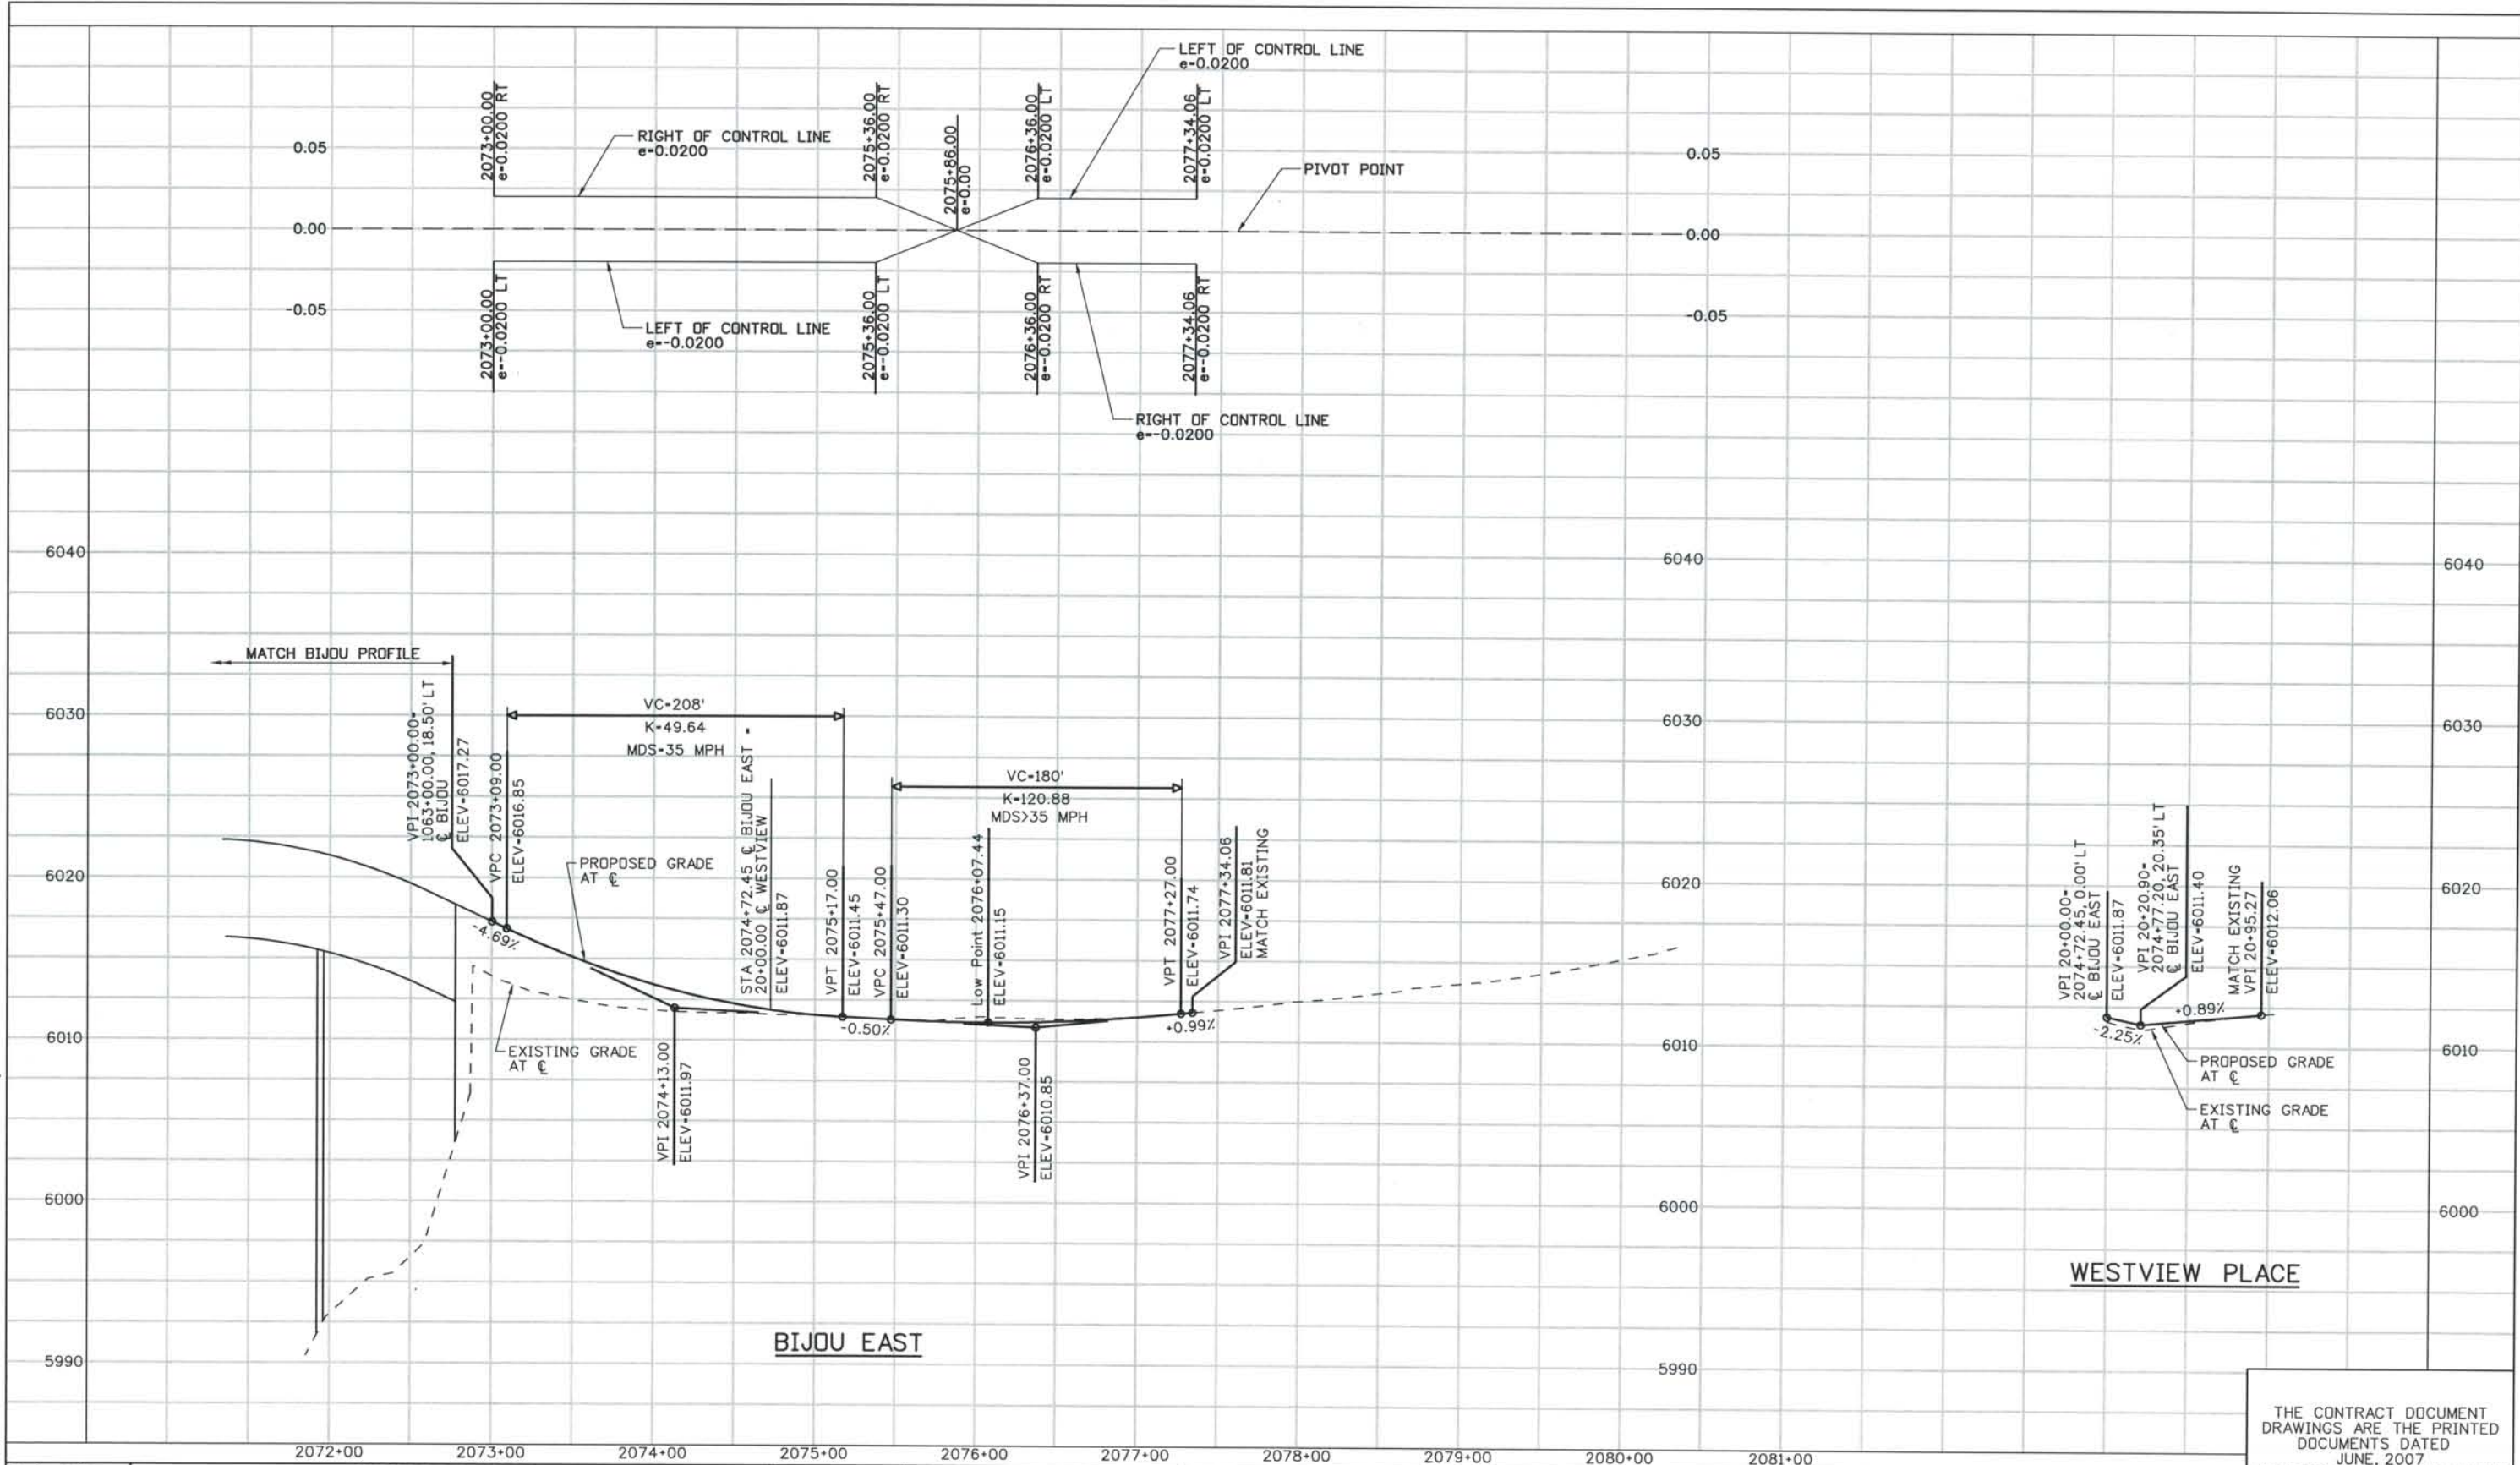 LEFT OF CONTROL LINE
e=0.0200
2073+00.00
e=0.0200 RT
RIGHT OF CONTROL LINE
e=0.0200
2075+36.00
e=0.0200 RT
2075+86.00
e=0.00
2076+36.00
e=0.0200 LT
2077+34.06
e=0.0200 LT
PIVOT POINT
0.05
0.00
-0.05
0.05
0.00
-0.05
2073+00.00
e=-0.0200 LT
LEFT OF CONTROL LINE
e=-0.0200
2075+36.00
e=-0.0200 LT
2076+36.00
e=-0.0200 RT
2077+34.06
e=-0.0200 RT
RIGHT OF CONTROL LINE
e=-0.0200
6040
6030
6020
6010
6000
5990
MATCH BIJOU PROFILE
VPI 2073+00.00=
1063+00.00, 18.50' LT
℄ BIJOU
ELEV=6017.27
VPC 2073+09.00
ELEV=6016.85
VC=208'
K=49.64
MDS=35 MPH
-4.69%
PROPOSED GRADE
AT ℄
EXISTING GRADE
AT ℄
VPI 2074+13.00
ELEV=6011.97
STA 2074+72.45 ℄ BIJOU EAST =
20+00.00 ℄ WESTVIEW
ELEV=6011.87
VPT 2075+17.00
ELEV=6011.45
VPC 2075+47.00
ELEV=6011.30
-0.50%
VC=180'
K=120.88
MDS>35 MPH
Low Point 2076+07.44
ELEV=6011.15
VPI 2076+37.00
ELEV=6010.85
VPT 2077+27.00
ELEV=6011.74
VPI 2077+34.06
ELEV=6011.81
MATCH EXISTING
+0.99%
BIJOU EAST
6040
6030
6020
6010
6000
5990
VPI 20+00.00=
2074+72.45, 0.00' LT
℄ BIJOU EAST
ELEV=6011.87
VPI 20+20.90=
2074+77.20, 20.35' LT
℄ BIJOU EAST
ELEV=6011.40
MATCH EXISTING
VPI 20+95.27
ELEV=6012.06
-2.25%
+0.89%
PROPOSED GRADE
AT ℄
EXISTING GRADE
AT ℄
WESTVIEW PLACE
6040
6030
6020
6010
6000
2072+00
2073+00
2074+00
2075+00
2076+00
2077+00
2078+00
2079+00
2080+00
2081+00
THE CONTRACT DOCUMENT
DRAWINGS ARE THE PRINTED
DOCUMENTS DATED
JUNE, 2007